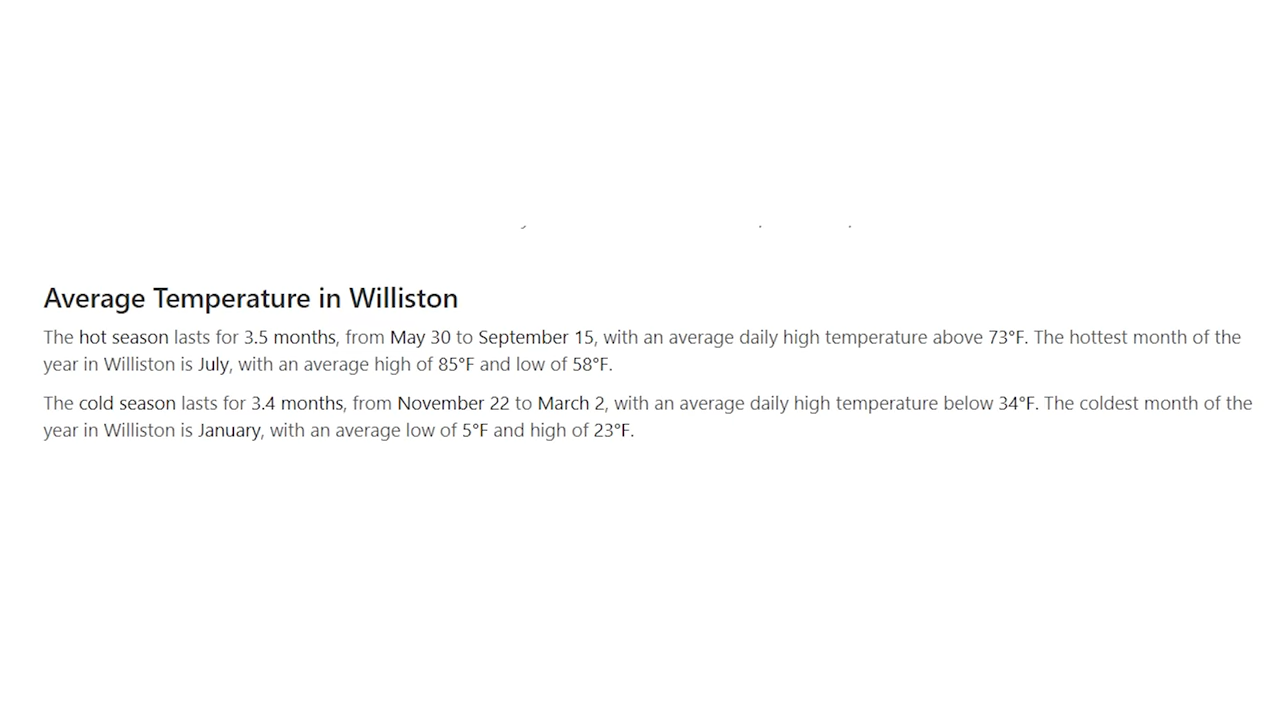 Average Temperature in Williston
The hot season lasts for 3.5 months, from May 30 to September 15, with an average daily high temperature above 73°F. The hottest month of the
year in Williston is July, with an average high of 85°F and low of 58°F.
The cold season lasts for 3.4 months, from November 22 to March 2, with an average daily high temperature below 34°F. The coldest month of the
year in Williston is January, with an average low of 5°F and high of 23°F.